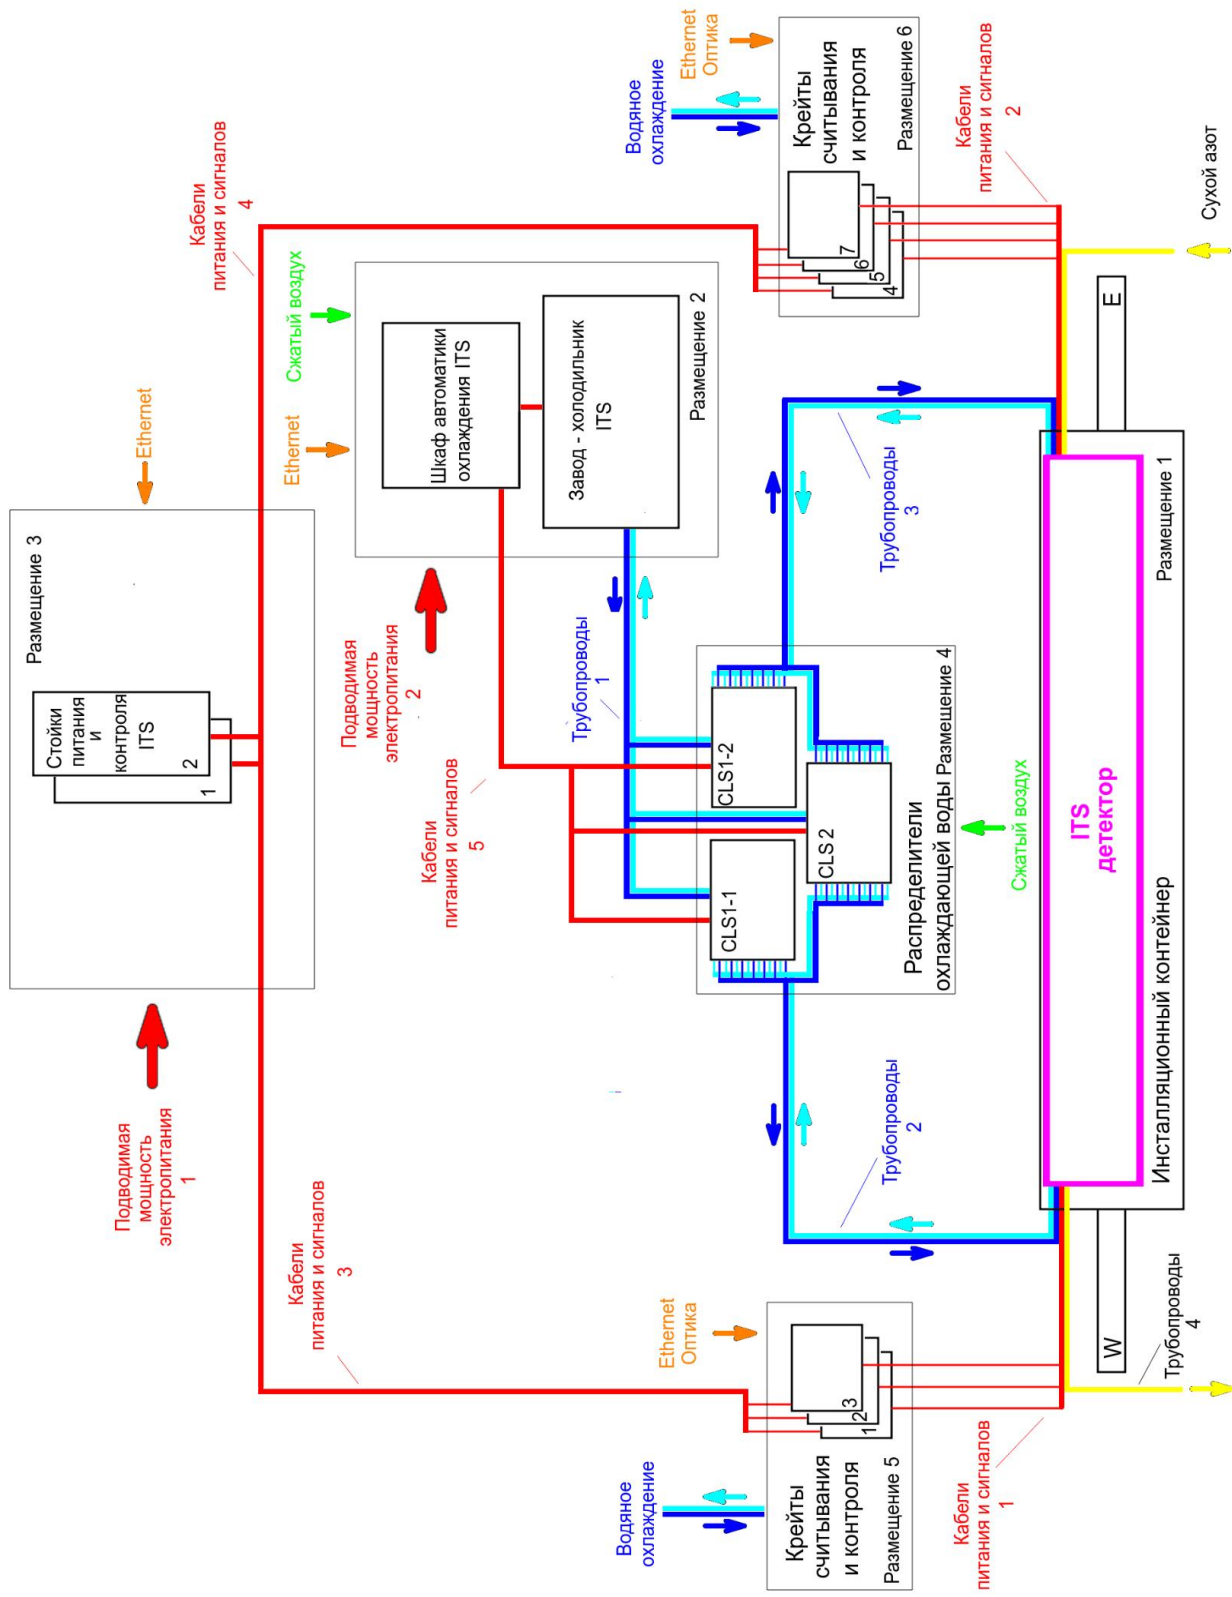 Размещение 3
Стойки
питания
и
контроля
ITS
2
1
Ethernet
Подводимая
мощность
электропитания
1
Кабели
питания и сигналов
4
Кабели
питания и сигналов
3
Ethernet
Сжатый воздух
Подводимая
мощность
электропитания
2
Шкаф автоматики
охлаждения ITS
Завод - холодильник
ITS
Размещение 2
Кабели
питания и сигналов
5
Трубопроводы
1
Водяное
охлаждение
Ethernet
Оптика
Водяное
охлаждение
Ethernet
Оптика
CLS1-1
CLS1-2
CLS 2
Распределители
охлаждающей воды
Размещение 4
Трубопроводы
2
Трубопроводы
3
Крейты
считывания
и контроля
Размещение 5
1
2
3
Крейты
считывания
и контроля
Размещение 6
4
5
6
7
Кабели
питания и сигналов
1
Кабели
питания и сигналов
2
Сжатый воздух
ITS
детектор
W
E
Инсталляционный контейнер
Размещение 1
Трубопроводы
4
Сухой азот